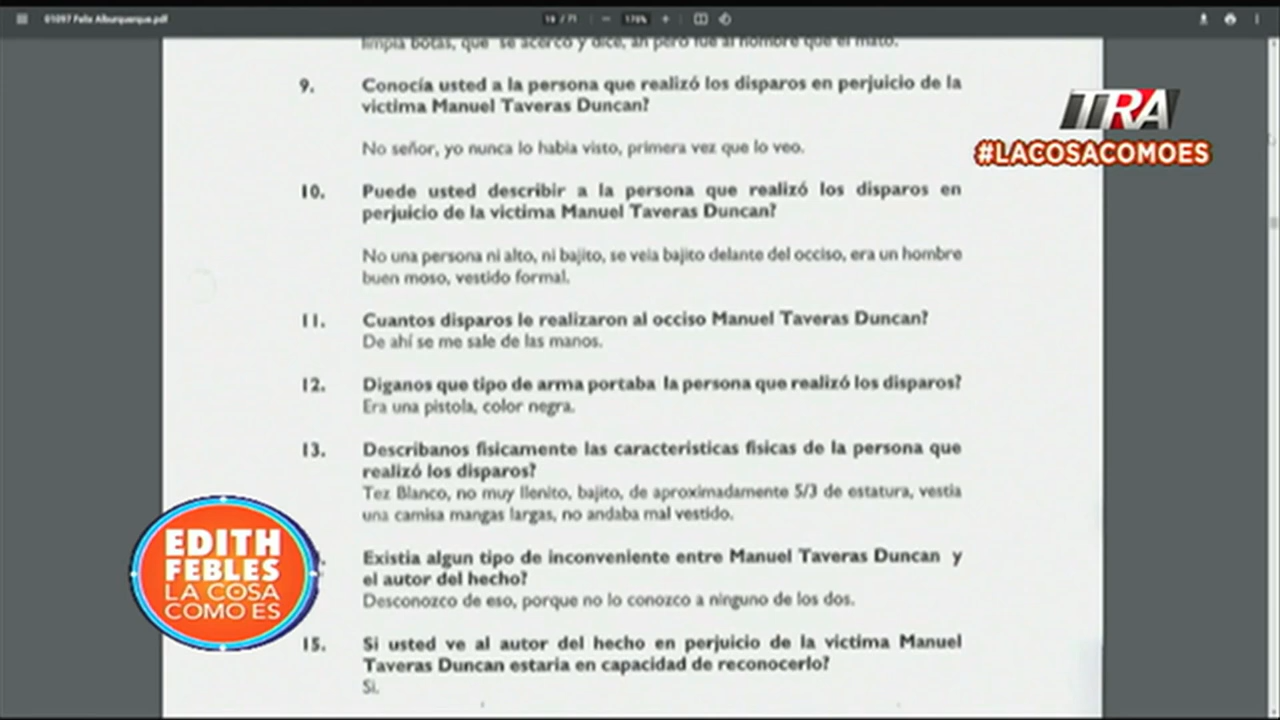 01097 Felix Alburquerque.pdf
18 / 71
170%
limpia botas, que se acerco y dice, ah pero fue al hombre que el mato.
9. Conocía usted a la persona que realizó los disparos en perjuicio de la
victima Manuel Taveras Duncan?
No señor, yo nunca lo habia visto, primera vez que lo veo.
10. Puede usted describir a la persona que realizó los disparos en
perjuicio de la victima Manuel Taveras Duncan?
No una persona ni alto, ni bajito, se veia bajito delante del occiso, era un hombre
buen moso, vestido formal.
11. Cuantos disparos le realizaron al occiso Manuel Taveras Duncan?
De ahí se me sale de las manos.
12. Diganos que tipo de arma portaba la persona que realizó los disparos?
Era una pistola, color negra.
13. Describanos fisicamente las caracteristicas fisicas de la persona que
realizó los disparos?
Tez Blanco, no muy llenito, bajito, de aproximadamente 5/3 de estatura, vestia
una camisa mangas largas, no andaba mal vestido.
Existia algun tipo de inconveniente entre Manuel Taveras Duncan y
el autor del hecho?
Desconozco de eso, porque no lo conozco a ninguno de los dos.
15. Si usted ve al autor del hecho en perjuicio de la victima Manuel
Taveras Duncan estaria en capacidad de reconocerlo?
Si.
TRA
#LACOSACOMOES
EDITH
FEBLES
LA COSA
COMO ES